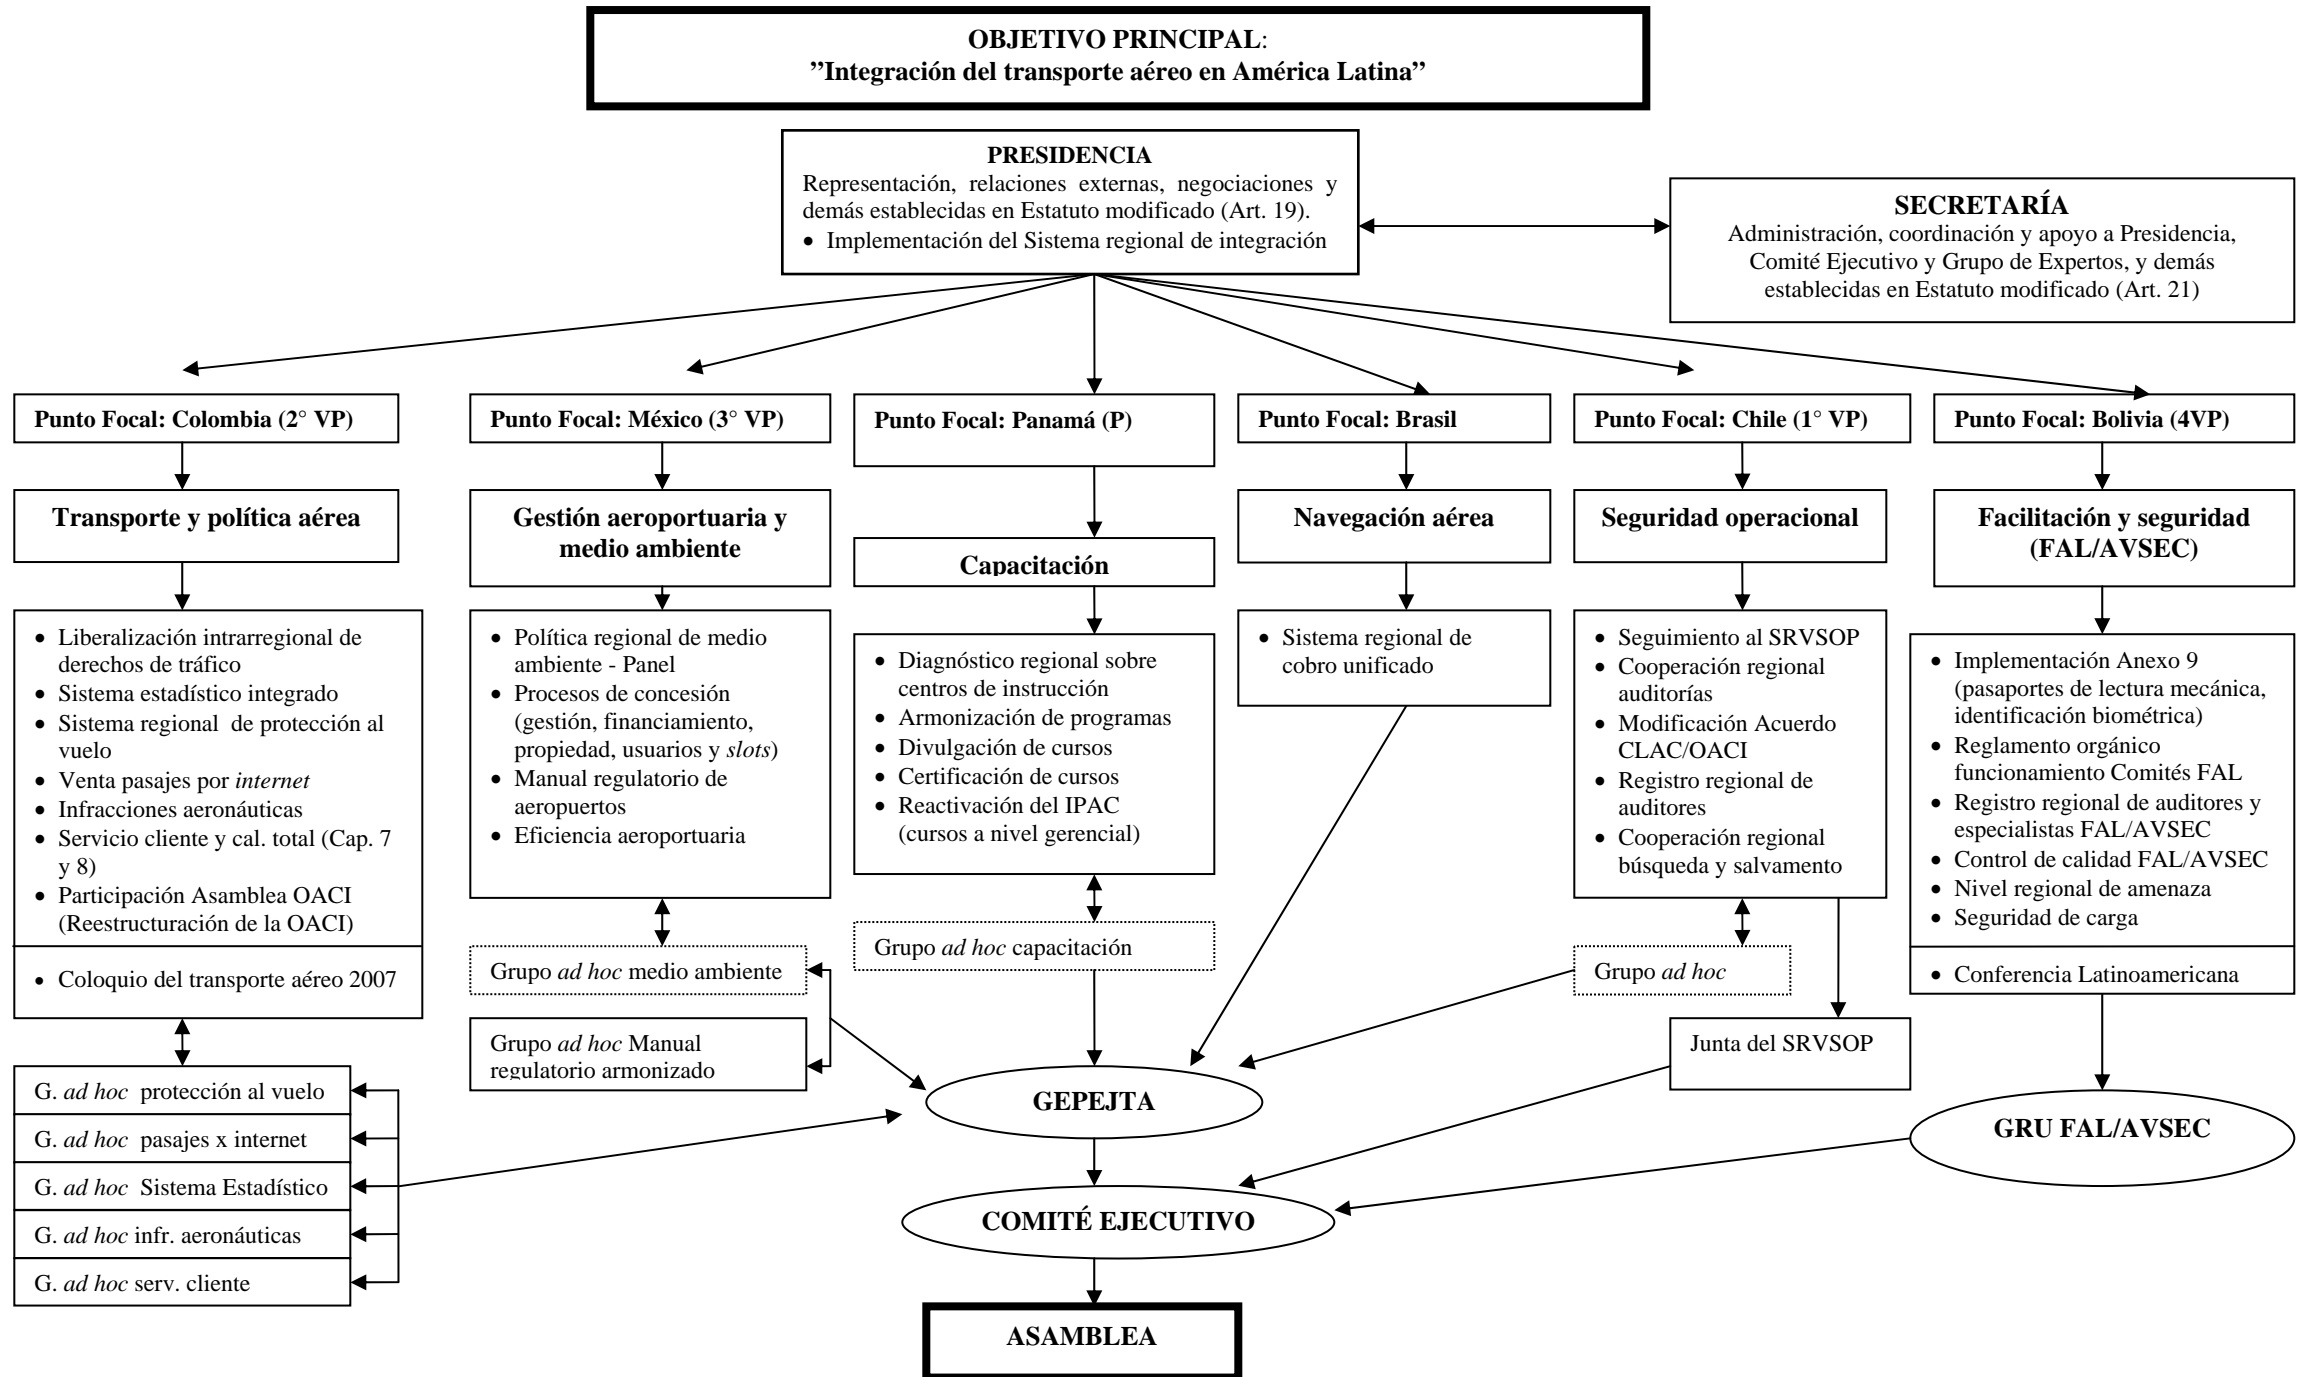 OBJETIVO PRINCIPAL:
”Integración del transporte aéreo en América Latina”
PRESIDENCIA
Representación, relaciones externas, negociaciones y
demás establecidas en Estatuto modificado (Art. 19).
• Implementación del Sistema regional de integración
SECRETARÍA
Administración, coordinación y apoyo a Presidencia,
Comité Ejecutivo y Grupo de Expertos, y demás
establecidas en Estatuto modificado (Art. 21)
Punto Focal: Colombia (2° VP)
Punto Focal: México (3° VP)
Punto Focal: Panamá (P)
Punto Focal: Brasil
Punto Focal: Chile (1° VP)
Punto Focal: Bolivia (4VP)
Transporte y política aérea
Gestión aeroportuaria y
medio ambiente
Capacitación
Navegación aérea
Seguridad operacional
Facilitación y seguridad
(FAL/AVSEC)
• Liberalización intrarregional de
derechos de tráfico
• Sistema estadístico integrado
• Sistema regional de protección al
vuelo
• Venta pasajes por internet
• Infracciones aeronáuticas
• Servicio cliente y cal. total (Cap. 7
y 8)
• Participación Asamblea OACI
(Reestructuración de la OACI)
• Coloquio del transporte aéreo 2007
• Política regional de medio
ambiente - Panel
• Procesos de concesión
(gestión, financiamiento,
propiedad, usuarios y slots)
• Manual regulatorio de
aeropuertos
• Eficiencia aeroportuaria
• Diagnóstico regional sobre
centros de instrucción
• Armonización de programas
• Divulgación de cursos
• Certificación de cursos
• Reactivación del IPAC
(cursos a nivel gerencial)
• Sistema regional de
cobro unificado
• Seguimiento al SRVSOP
• Cooperación regional
auditorías
• Modificación Acuerdo
CLAC/OACI
• Registro regional de
auditores
• Cooperación regional
búsqueda y salvamento
• Implementación Anexo 9
(pasaportes de lectura mecánica,
identificación biométrica)
• Reglamento orgánico
funcionamiento Comités FAL
• Registro regional de auditores y
especialistas FAL/AVSEC
• Control de calidad FAL/AVSEC
• Nivel regional de amenaza
• Seguridad de carga
• Conferencia Latinoamericana
Grupo ad hoc medio ambiente
Grupo ad hoc Manual
regulatorio armonizado
Grupo ad hoc capacitación
Grupo ad hoc
Junta del SRVSOP
G. ad hoc protección al vuelo
G. ad hoc pasajes x internet
G. ad hoc Sistema Estadístico
G. ad hoc infr. aeronáuticas
G. ad hoc serv. cliente
GEPEJTA
GRU FAL/AVSEC
COMITÉ EJECUTIVO
ASAMBLEA